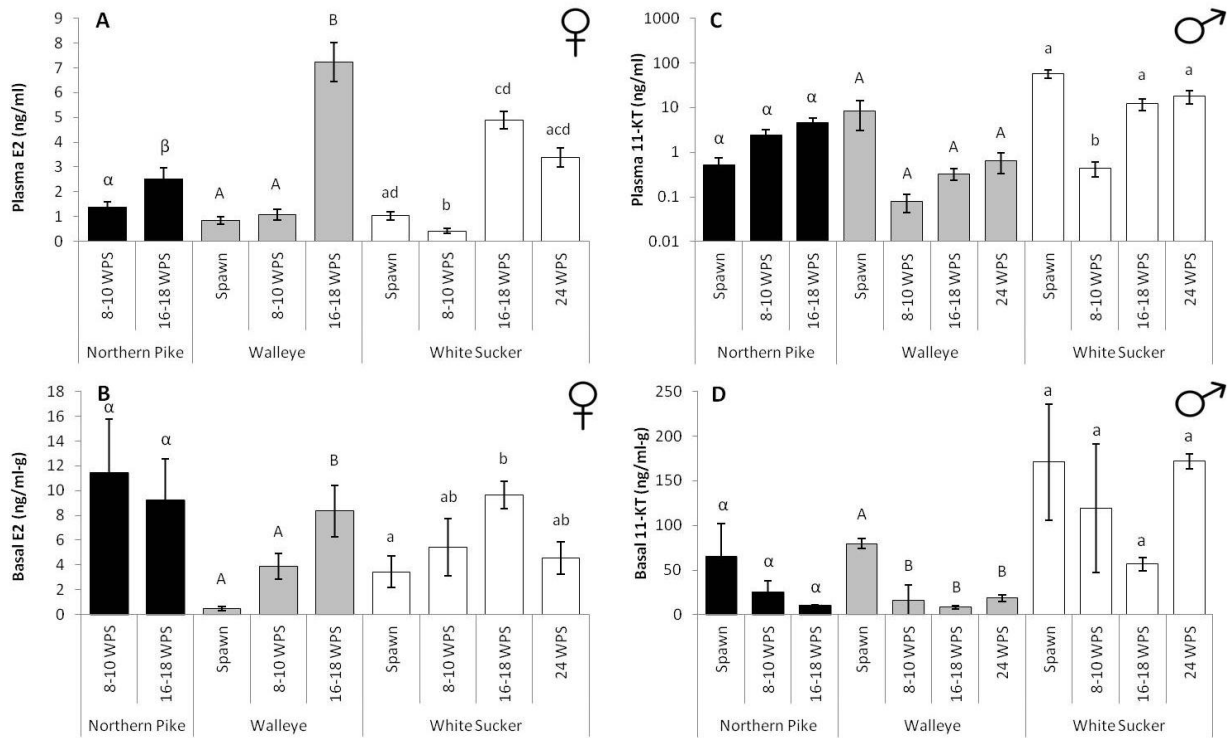 A
Plasma E2 (ng/ml)
9
8
7
6
5
4
3
2
1
0
α β A A B ad b cd acd
8-10 WPS 16-18 WPS Spawn 8-10 WPS 16-18 WPS Spawn 8-10 WPS 16-18 WPS 24 WPS
Northern Pike Walleye White Sucker
B
Basal E2 (ng/ml-g)
18
16
14
12
10
8
6
4
2
0
α α A A B a ab b ab
8-10 WPS 16-18 WPS Spawn 8-10 WPS 16-18 WPS Spawn 8-10 WPS 16-18 WPS 24 WPS
Northern Pike Walleye White Sucker
C
Plasma 11-KT (ng/ml)
1000
100
10
1
0.1
0.01
α α α A A A A a b a a
Spawn 8-10 WPS 16-18 WPS Spawn 8-10 WPS 16-18 WPS 24 WPS Spawn 8-10 WPS 16-18 WPS 24 WPS
Northern Pike Walleye White Sucker
D
Basal 11-KT (ng/ml-g)
250
200
150
100
50
0
α α α A B B B a a a a
Spawn 8-10 WPS 16-18 WPS Spawn 8-10 WPS 16-18 WPS 24 WPS Spawn 8-10 WPS 16-18 WPS 24 WPS
Northern Pike Walleye White Sucker